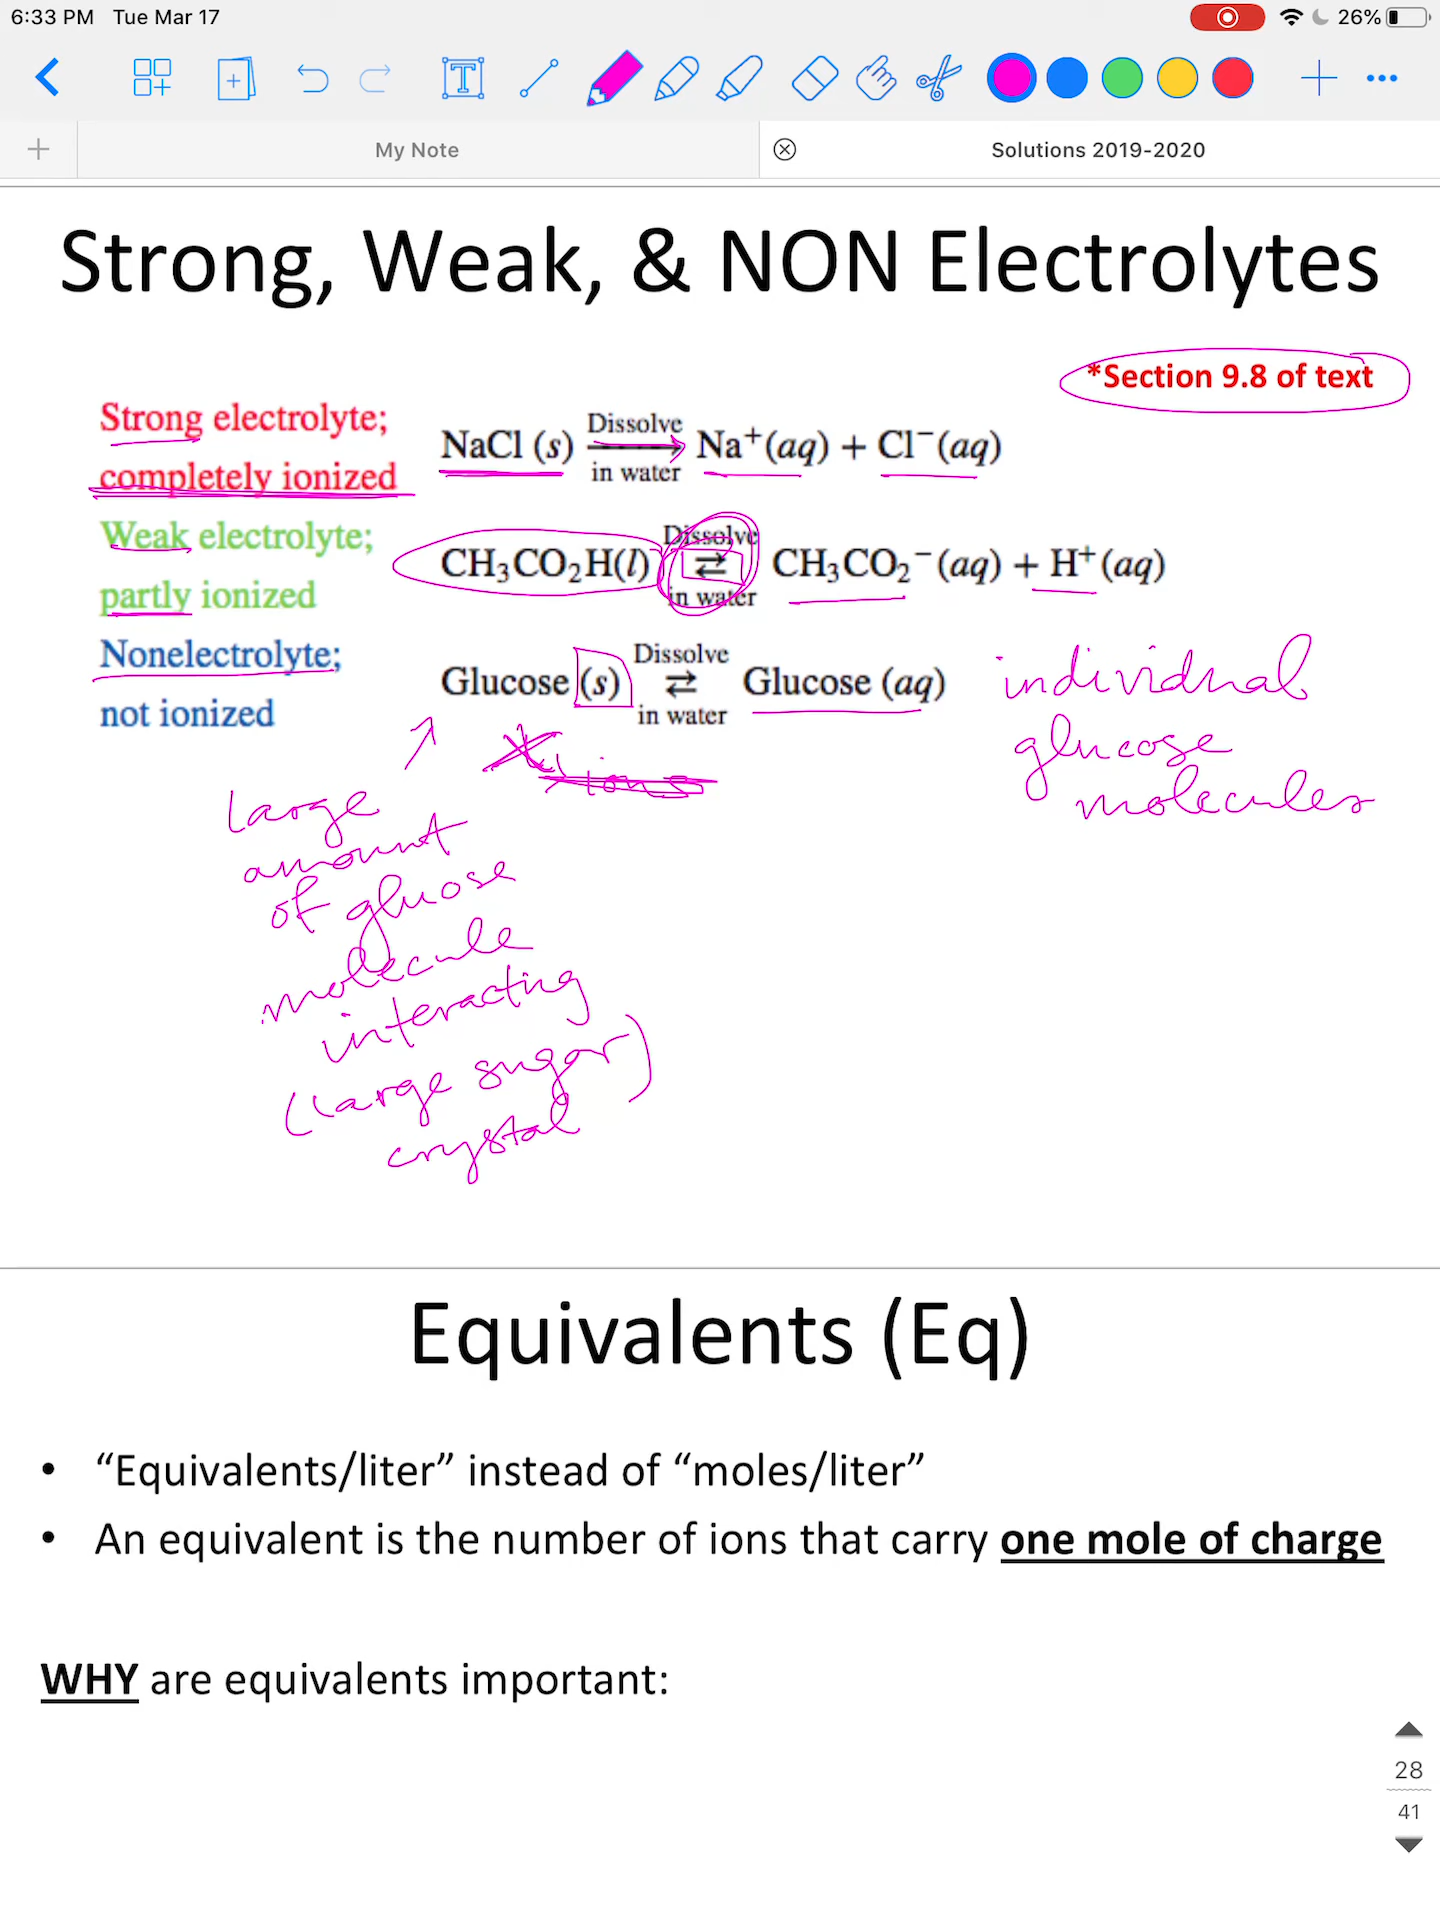 6:33 PM Tue Mar 17
26%
My Note
Solutions 2019-2020
Strong, Weak, & NON Electrolytes
*Section 9.8 of text
Strong electrolyte;
completely ionized
NaCl (s) Dissolve in water Na⁺(aq) + Cl⁻(aq)
Weak electrolyte;
partly ionized
CH₃CO₂H(l) Dissolve ⇄ in water CH₃CO₂⁻(aq) + H⁺(aq)
Nonelectrolyte;
not ionized
Glucose (s) Dissolve ⇄ in water Glucose (aq)
individual
glucose
molecules
ions
large
amount
of gluose
molecule
interacting
(large sugar)
crystal
Equivalents (Eq)
• “Equivalents/liter” instead of “moles/liter”
• An equivalent is the number of ions that carry one mole of charge
WHY are equivalents important:
28
41